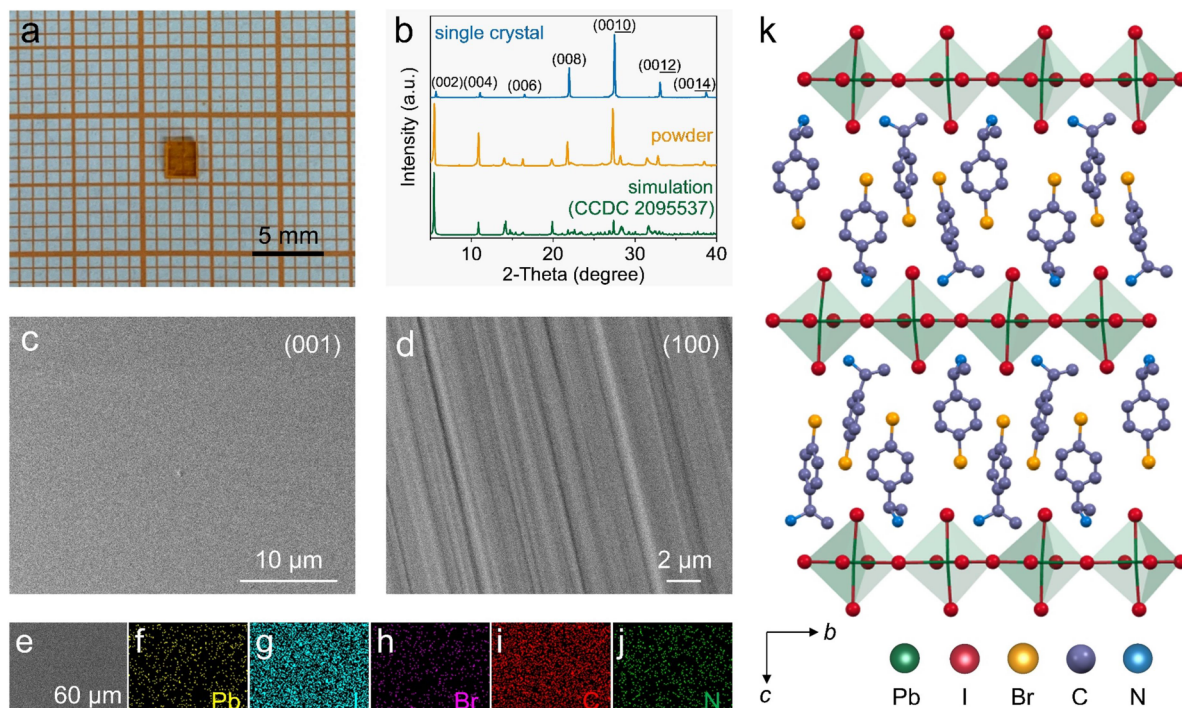 a
5 mm
b
single crystal
(002)
(004)
(006)
(008)
(0010)
(0012)
(0014)
powder
simulation
(CCDC 2095537)
Intensity (a.u.)
5
10
20
30
40
2-Theta (degree)
c
(001)
10 μm
d
(100)
2 μm
e
60 μm
f
Pb
g
I
h
Br
i
C
j
N
k
b
c
Pb
I
Br
C
N